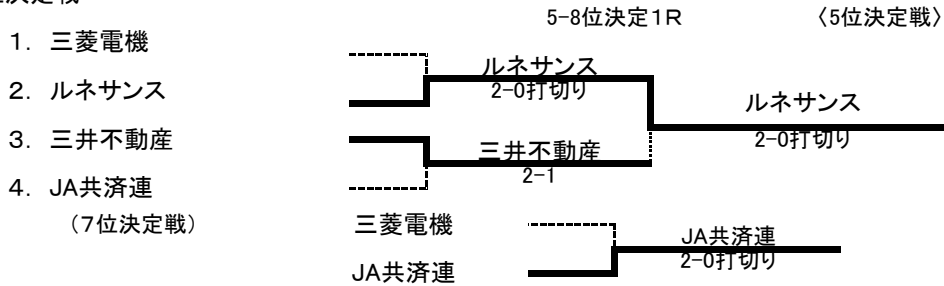 5-8位決定１R 〈5位決定戦〉
１．三菱電機
ルネサンス
２．ルネサンス
2-0打切り
ルネサンス
３．三井不動産
2-0打切り
三井不動産
2-1
４．JA共済連
（７位決定戦）
三菱電機
JA共済連
2-0打切り
JA共済連